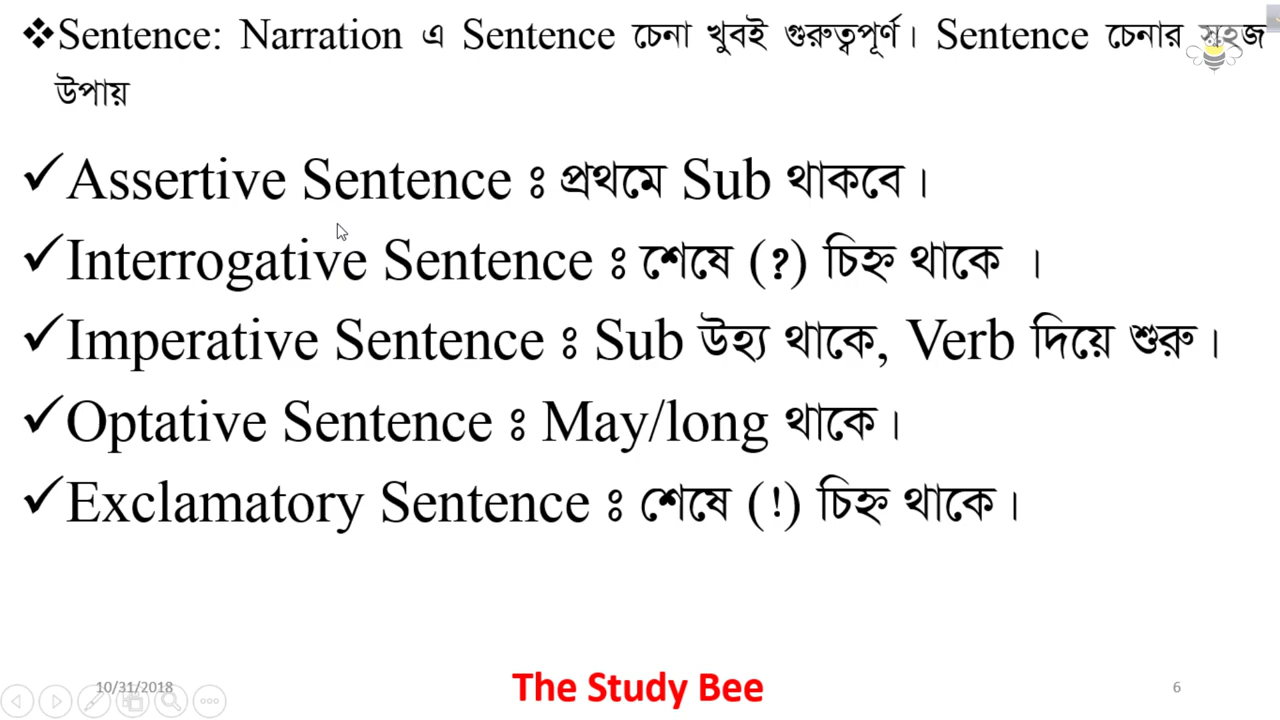 ❖Sentence: Narration এ Sentence চেনা খুবই গুরুত্বপূর্ণ। Sentence চেনার সহজ
উপায়
✓Assertive Sentence ঃ প্রথমে Sub থাকবে।
✓Interrogative Sentence ঃ শেষে (?) চিহ্ন থাকে ।
✓Imperative Sentence ঃ Sub উহ্য থাকে, Verb দিয়ে শুরু।
✓Optative Sentence ঃ May/long থাকে।
✓Exclamatory Sentence ঃ শেষে (!) চিহ্ন থাকে।
10/31/2018 The Study Bee 6